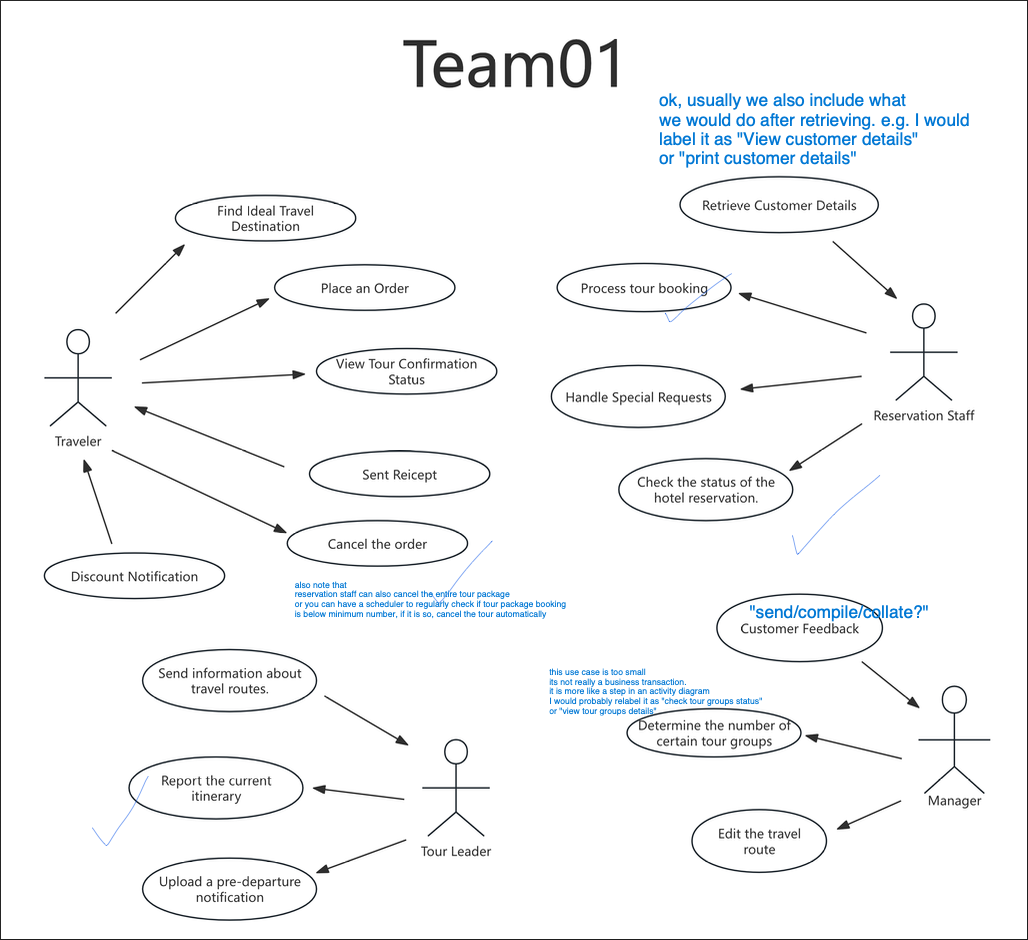 Team01
ok, usually we also include what
we would do after retrieving. e.g. I would
label it as "View customer details"
or "print customer details"
Find Ideal Travel
Destination
Retrieve Customer Details
Place an Order
Process tour booking
View Tour Confirmation
Status
Handle Special Requests
Reservation Staff
Traveler
Sent Reicept
Check the status of the
hotel reservation.
Cancel the order
Discount Notification
also note that
reservation staff can also cancel the entire tour package
or you can have a scheduler to regularly check if tour package booking
is below minimum number, if it is so, cancel the tour automatically
"send/compile/collate?"
Customer Feedback
Send information about
travel routes.
this use case is too small
its not really a business transaction.
it is more like a step in an activity diagram
I would probably relabel it as "check tour groups status"
or "view tour groups details"
Determine the number of
certain tour groups
Report the current
itinerary
Manager
Edit the travel
route
Tour Leader
Upload a pre-departure
notification